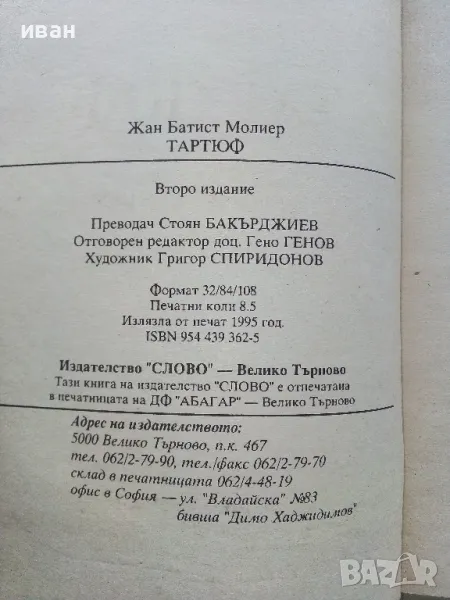 иван
Жан Батист Молиер
ТАРТЮФ
Второ издание
Преводач Стоян БАКЪРДЖИЕВ
Отговорен редактор доц. Гено ГЕНОВ
Художник Григор СПИРИДОНОВ
Формат 32/84/108
Печатни коли 8.5
Излязла от печат 1995 год.
ISBN 954 439 362-5
Издателство "СЛОВО" — Велико Търново
Тази книга на издателство "СЛОВО" е отпечатана
в печатницата на ДФ "АБАГАР" — Велико Търново
Адрес на издателството:
5000 Велико Търново, п.к. 467
тел. 062/2-79-90, тел./факс 062/2-79-70
склад в печатницата 062/4-48-19
офис в София — ул. "Владайска" №83
бивша "Димо Хаджидимов"
BAZAR.BG